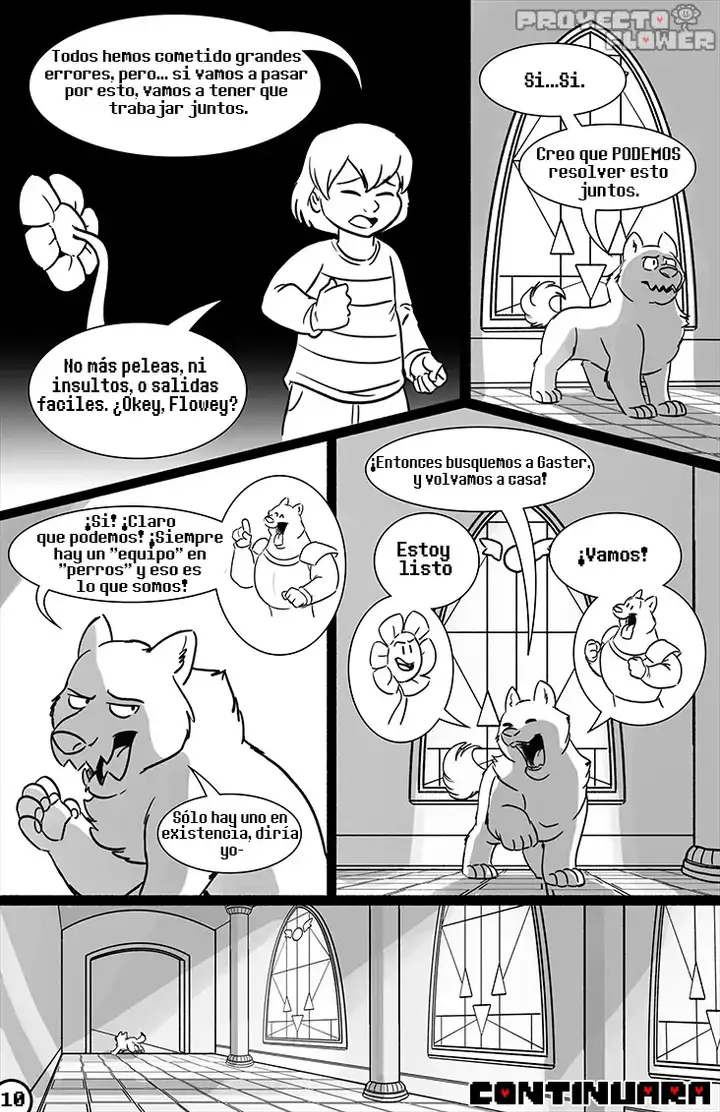 PROYECTO
FLOWER
Todos hemos cometido grandes
errores, pero... si vamos a pasar
por esto, vamos a tener que
trabajar juntos.
No más peleas, ni
insultos, o salidas
faciles. ¿Okey, Flowey?
Si...Si.
Creo que PODEMOS
resolver esto
juntos.
¡Si! ¡Claro
que podemos! ¡Siempre
hay un "equipo" en
"perros" y eso es
lo que somos!
Sólo hay uno en
existencia, diría
yo-
¡Entonces busquemos a Gaster,
y volvamos a casa!
Estoy
listo
¡Vamos!
10
CONTINUARA